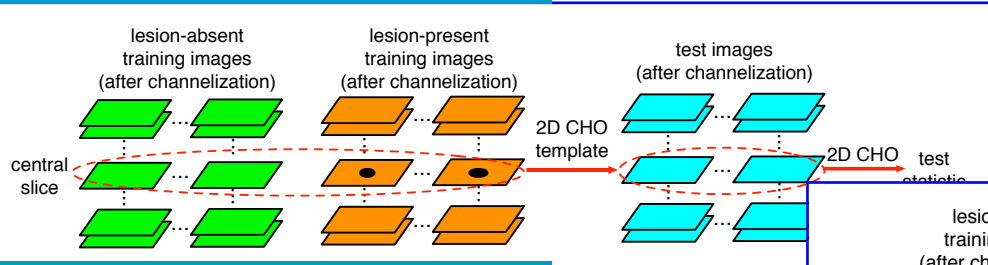 lesion-absent
training images
(after channelization)
lesion-present
training images
(after channelization)
test images
(after channelization)
central
slice
2D CHO
template
2D CHO
test